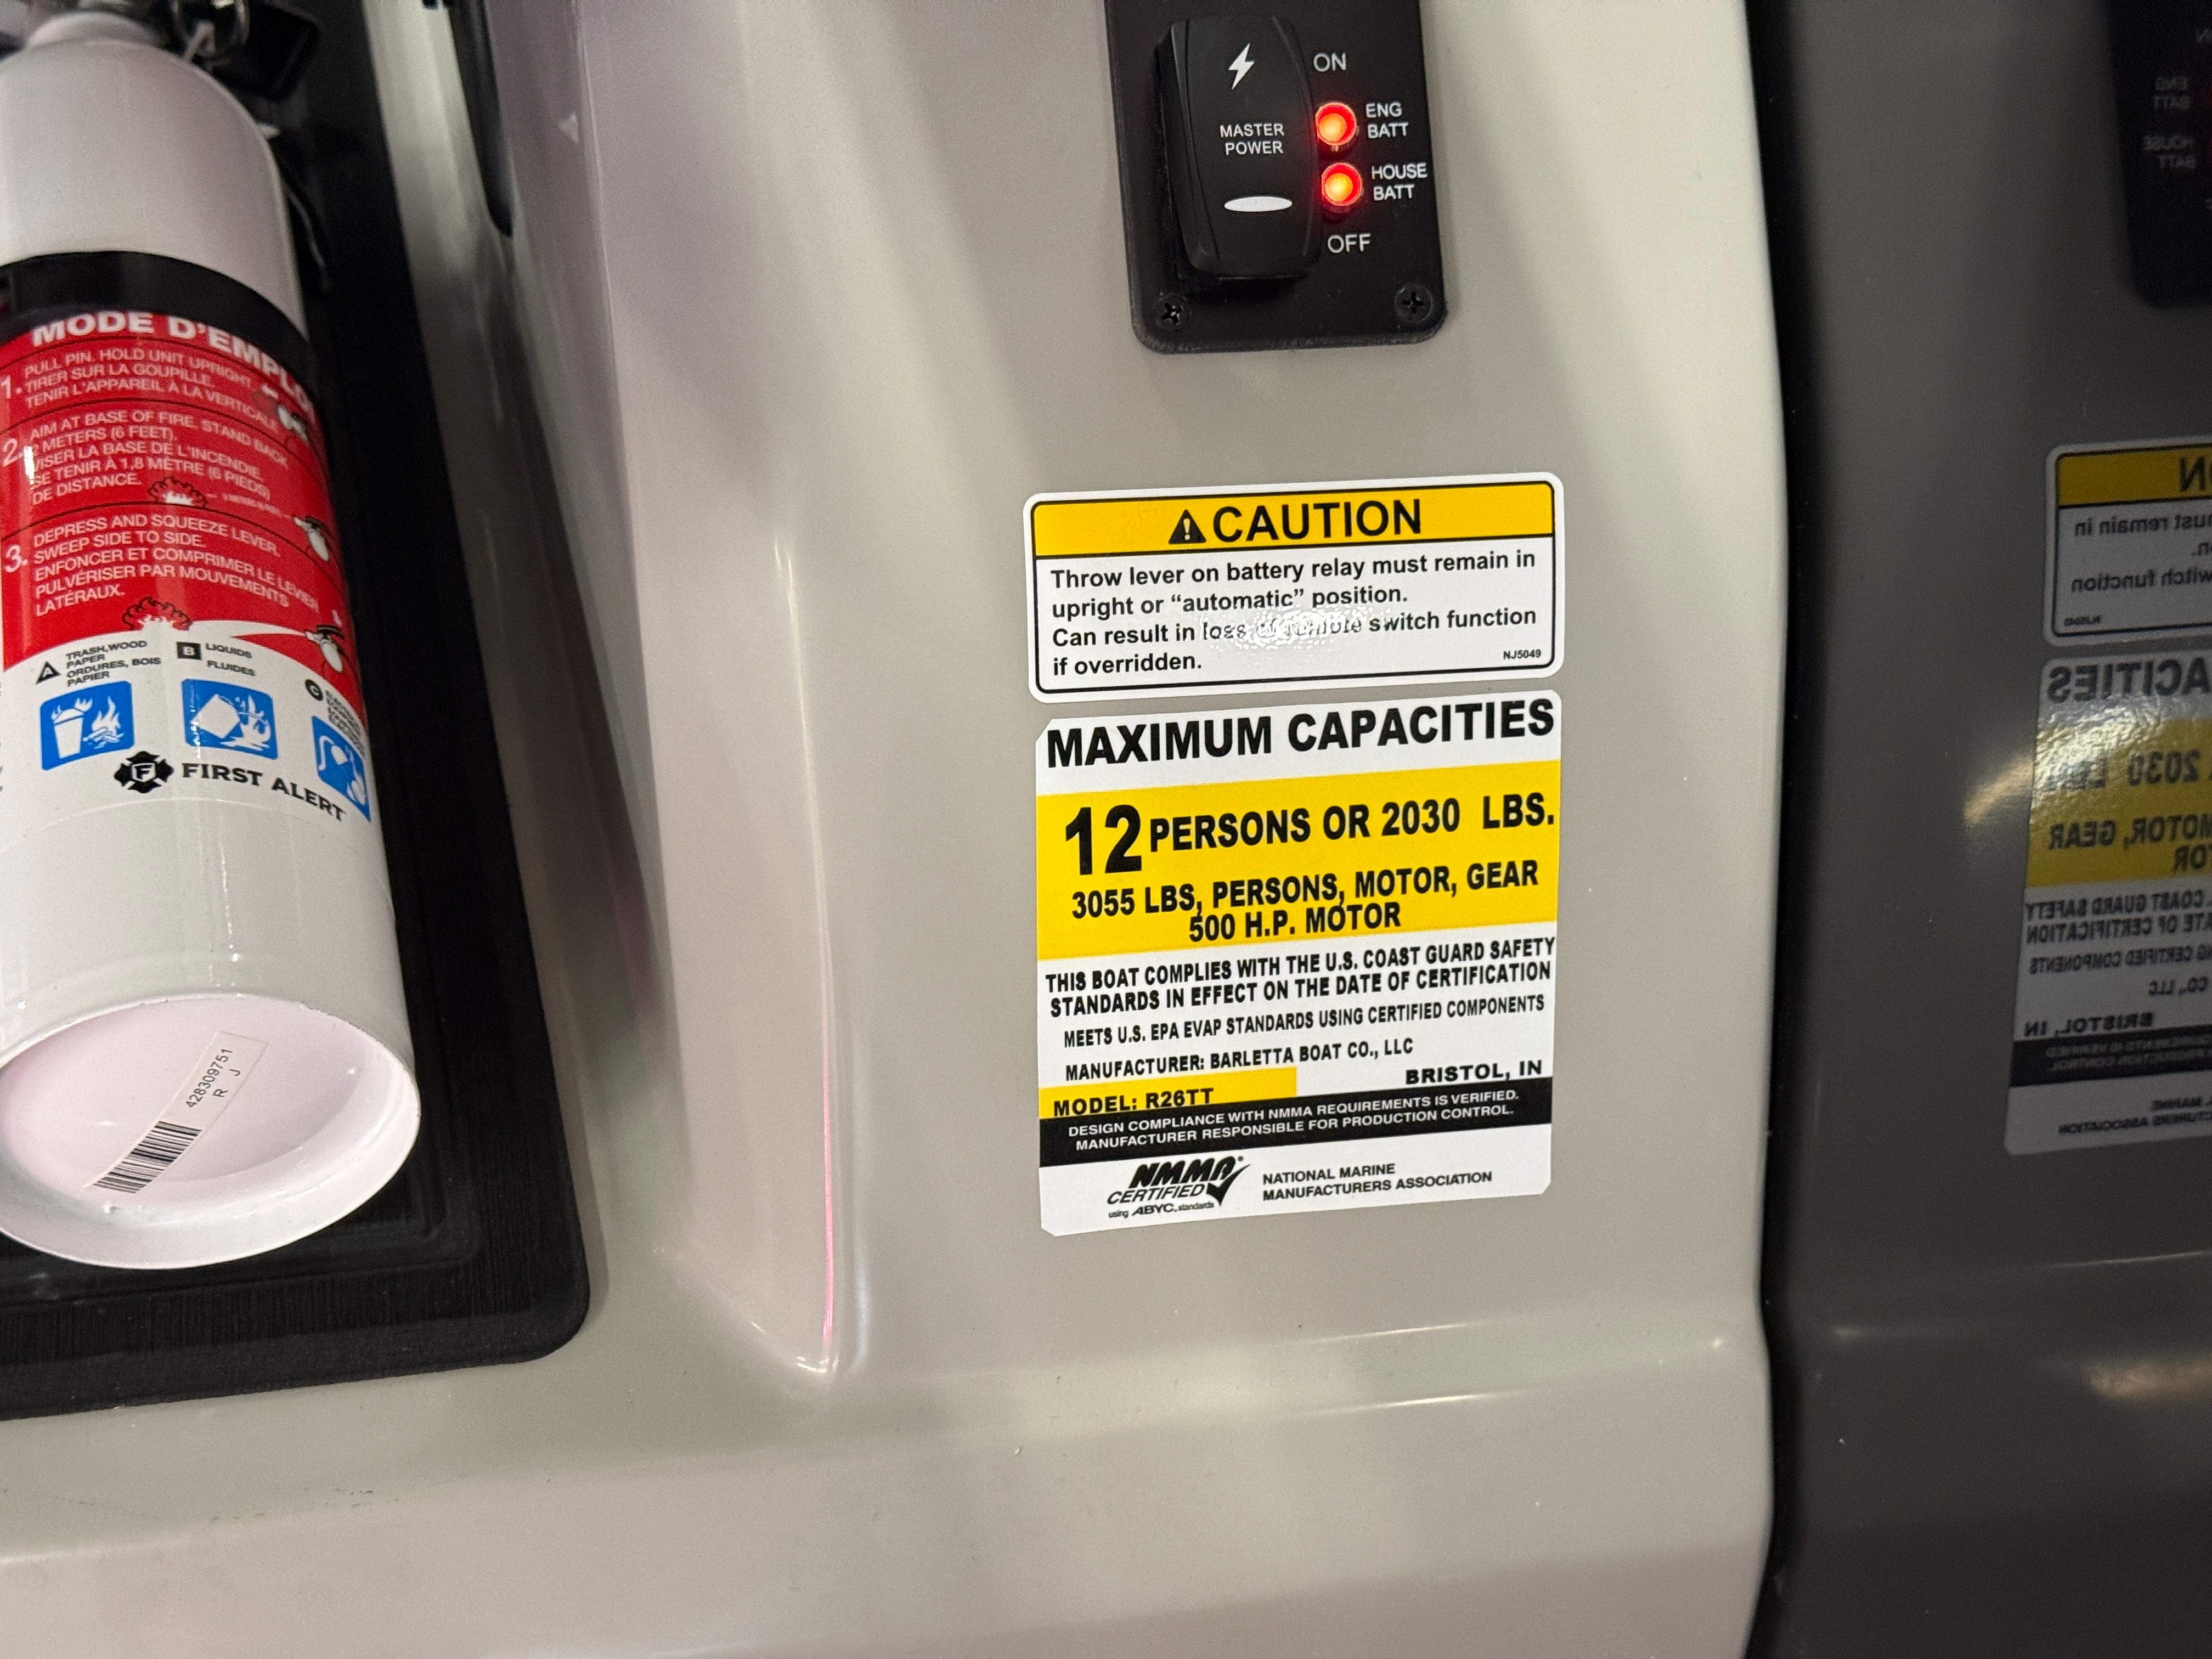 ON
ENG
BATT
MASTER
POWER
HOUSE
BATT
OFF
MODE D'EMPLOI
1. PULL PIN. HOLD UNIT UPRIGHT.
TIRER SUR LA GOUPILLE.
TENIR L'APPAREIL À LA VERTICALE
2. AIM AT BASE OF FIRE. STAND BACK
2 METERS (6 FEET).
VISER LA BASE DE L'INCENDIE.
SE TENIR À 1,8 MÈTRE (6 PIEDS)
DE DISTANCE.
3. DEPRESS AND SQUEEZE LEVER.
SWEEP SIDE TO SIDE.
ENFONCER ET COMPRIMER LE LEVIER
PULVÉRISER PAR MOUVEMENTS
LATÉRAUX.
A TRASH, WOOD
PAPER
ORDURES, BOIS
PAPIER
B LIQUIDS
FLUIDES
C
FIRST ALERT
428309751
R J
CAUTION
Throw lever on battery relay must remain in
upright or “automatic” position.
Can result in loss of remote switch function
if overridden.
NJ5049
MAXIMUM CAPACITIES
12 PERSONS OR 2030 LBS.
3055 LBS, PERSONS, MOTOR, GEAR
500 H.P. MOTOR
THIS BOAT COMPLIES WITH THE U.S. COAST GUARD SAFETY
STANDARDS IN EFFECT ON THE DATE OF CERTIFICATION
MEETS U.S. EPA EVAP STANDARDS USING CERTIFIED COMPONENTS
MANUFACTURER: BARLETTA BOAT CO., LLC
BRISTOL, IN
MODEL: R26TT
DESIGN COMPLIANCE WITH NMMA REQUIREMENTS IS VERIFIED.
MANUFACTURER RESPONSIBLE FOR PRODUCTION CONTROL.
NMMA
CERTIFIED
using ABYC standards
NATIONAL MARINE
MANUFACTURERS ASSOCIATION